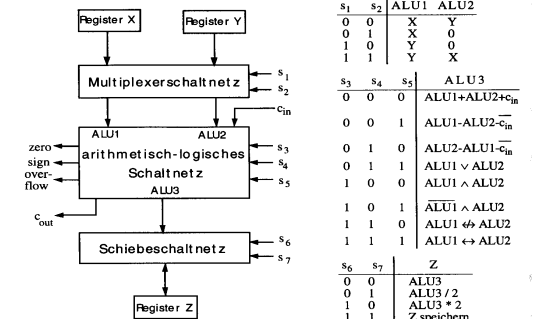 Register X
Register Y
Multiplexerschaltnetz
s1
s2
cin
ALU1
ALU2
arithmetisch-logisches
Schaltnetz
ALU3
zero
sign
over-
flow
s3
s4
s5
cout
Schiebeschaltnetz
s6
s7
Register Z
s1 s2 ALU1 ALU2
0 0 X Y
0 1 X 0
1 0 Y 0
1 1 Y X
s3 s4 s5 ALU3
0 0 0 ALU1+ALU2+cin
0 0 1 ALU1-ALU2-c̅i̅n̅
0 1 0 ALU2-ALU1-c̅i̅n̅
0 1 1 ALU1 ∨ ALU2
1 0 0 ALU1 ∧ ALU2
1 0 1 A̅L̅U̅1̅ ∧ ALU2
1 1 0 ALU1 ↮ ALU2
1 1 1 ALU1 ↔ ALU2
s6 s7 Z
0 0 ALU3
0 1 ALU3 / 2
1 0 ALU3 * 2
1 1 Z speichern